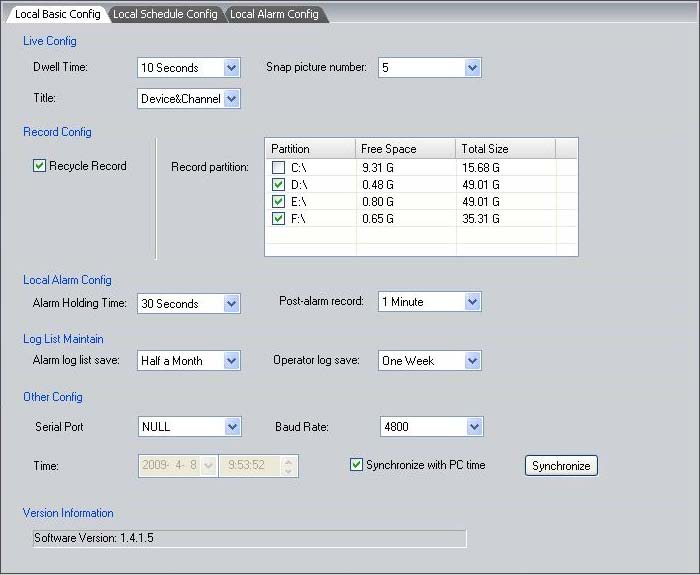 Local Basic Config Local Schedule Config Local Alarm Config
Live Config
Dwell Time: 10 Seconds Snap picture number: 5
Title: Device&Channel
Record Config
Recycle Record Record partition:
Partition Free Space Total Size
C:\ 9.31 G 15.68 G
D:\ 0.48 G 49.01 G
E:\ 0.80 G 49.01 G
F:\ 0.65 G 35.31 G
Local Alarm Config
Alarm Holding Time: 30 Seconds Post-alarm record: 1 Minute
Log List Maintain
Alarm log list save: Half a Month Operator log save: One Week
Other Config
Serial Port NULL Baud Rate: 4800
Time: 2009- 4- 8 9:53:52 Synchronize with PC time Synchronize
Version Information
Software Version: 1.4.1.5